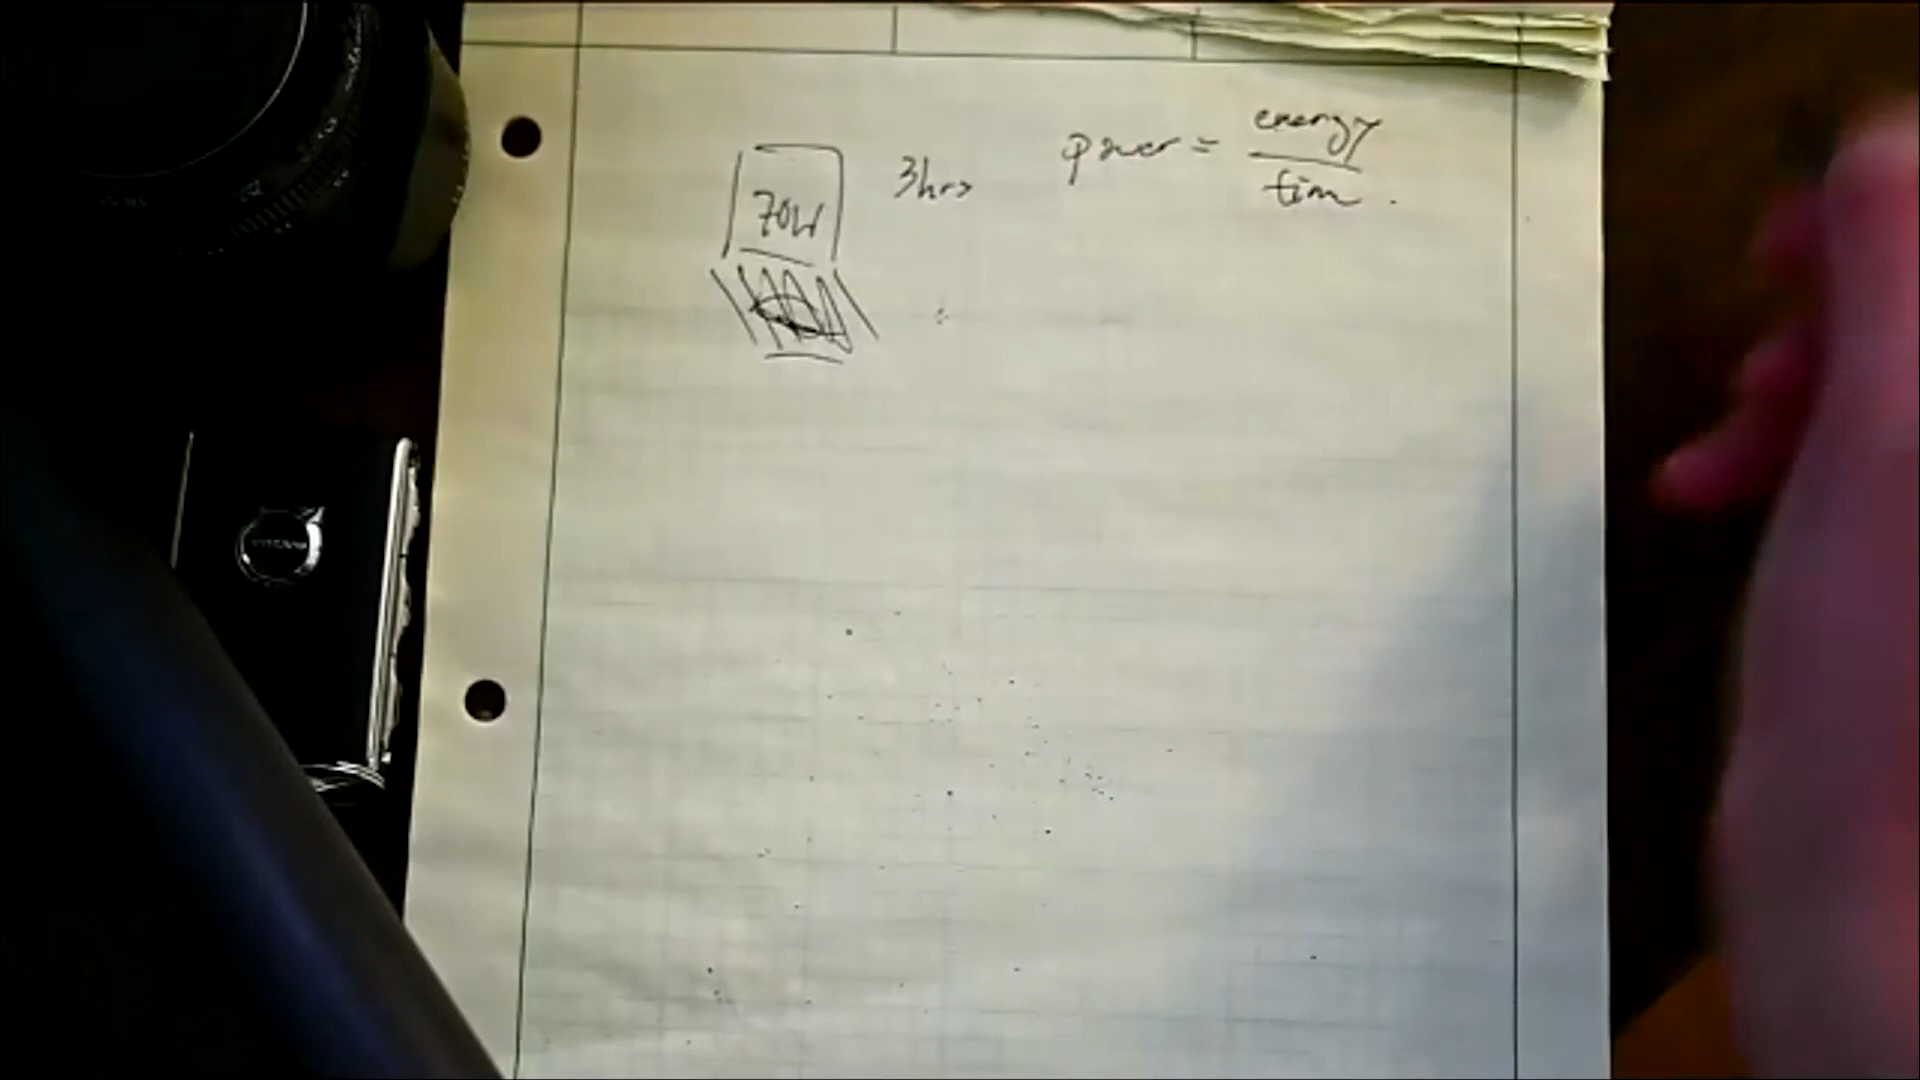 70W
3hrs
power = energy
time.